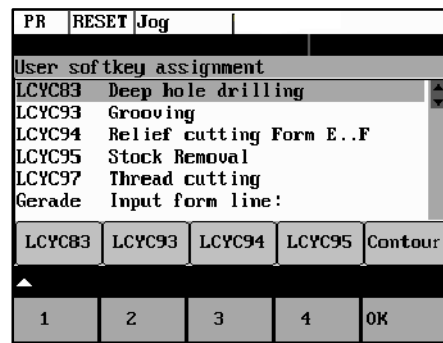 PR RESET Jog
User softkey assignment
LCYC83 Deep hole drilling
LCYC93 Grooving
LCYC94 Relief cutting Form E..F
LCYC95 Stock Removal
LCYC97 Thread cutting
Gerade Input form line:
LCYC83 LCYC93 LCYC94 LCYC95 Contour
1 2 3 4 OK